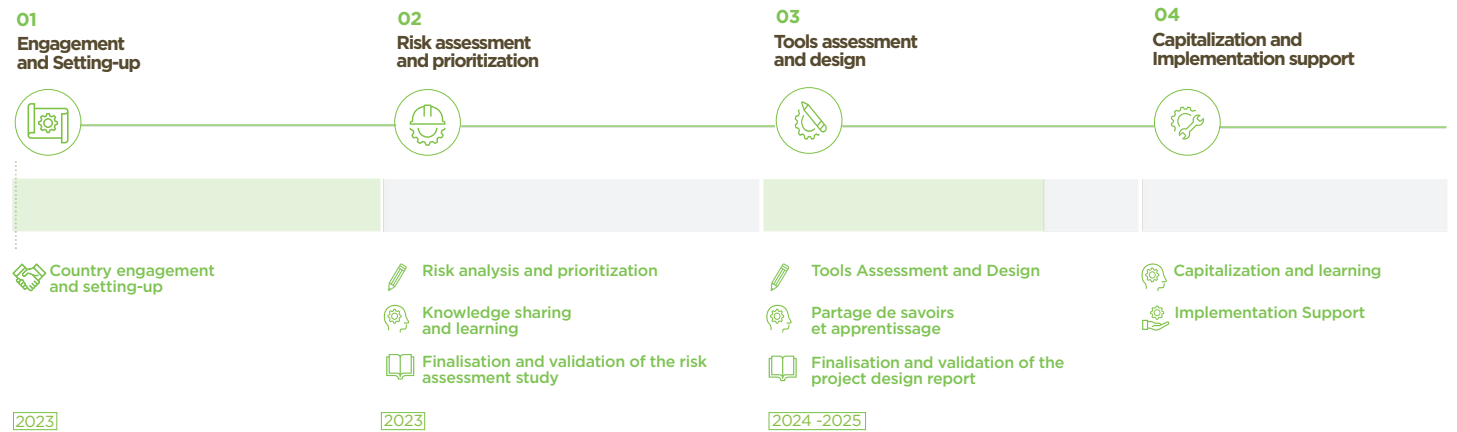 01
Engagement
and Setting-up
02
Risk assessment
and prioritization
03
Tools assessment
and design
04
Capitalization and
Implementation support
Country engagement
and setting-up
Risk analysis and prioritization
Knowledge sharing
and learning
Finalisation and validation of the risk
assessment study
Tools Assessment and Design
Partage de savoirs
et apprentissage
Finalisation and validation of the
project design report
Capitalization and learning
Implementation Support
2023
2023
2024 -2025